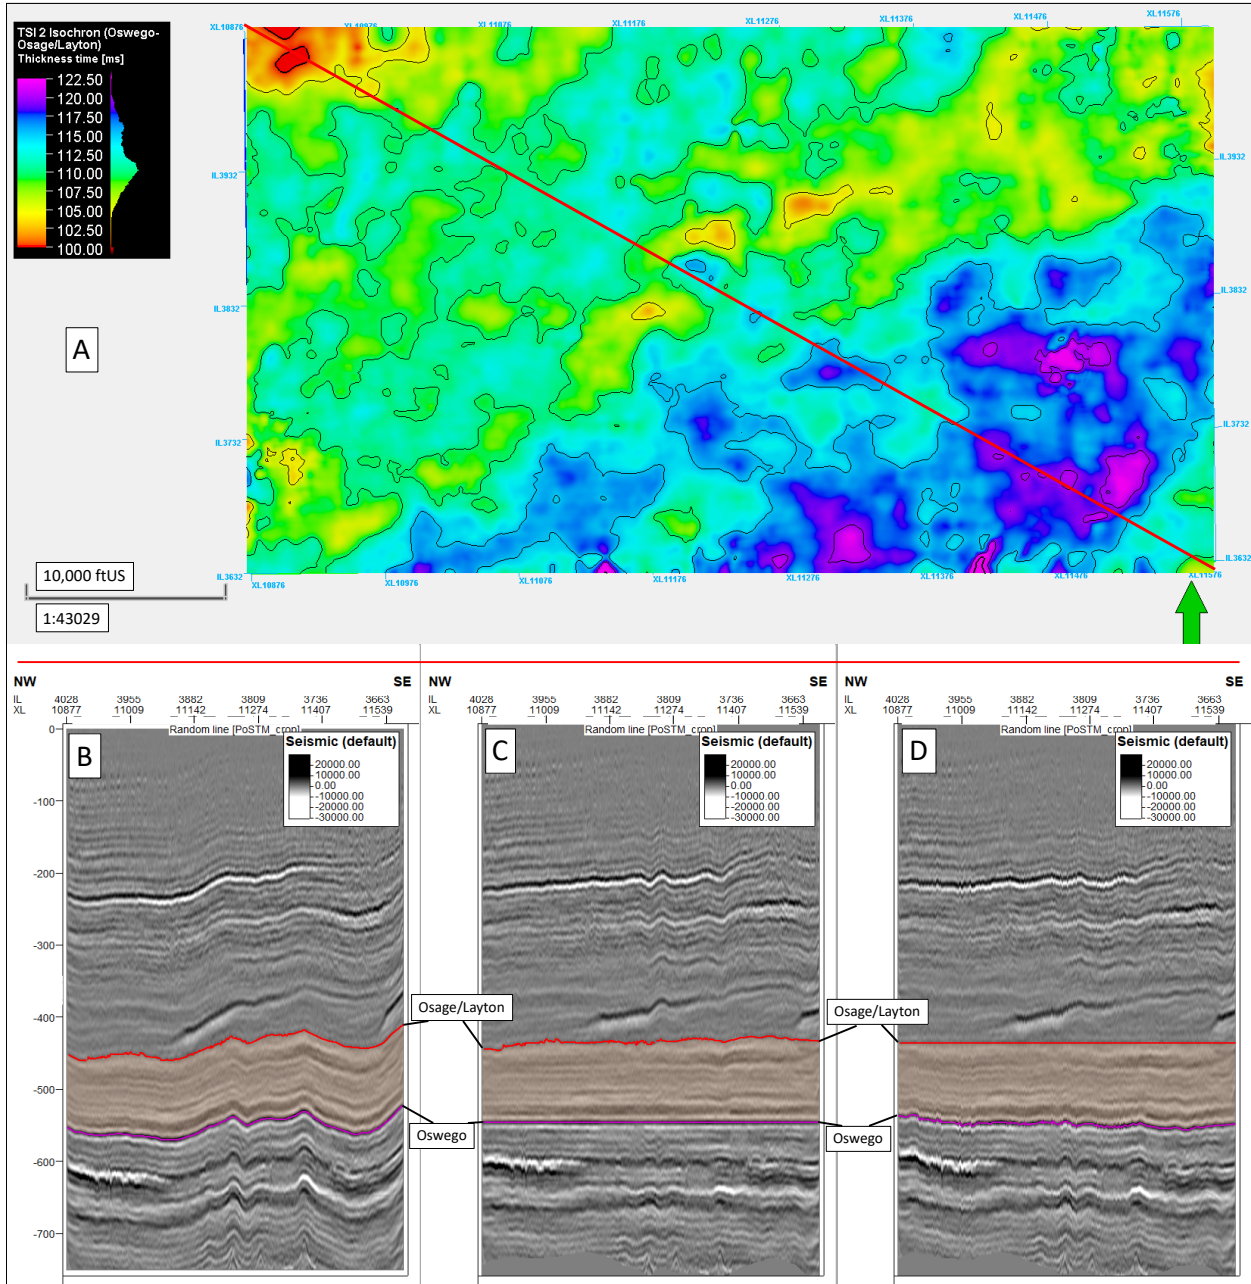 TSI 2 Isochron (Oswego-
Osage/Layton)
Thickness time [ms]
122.50
120.00
117.50
115.00
112.50
110.00
107.50
105.00
102.50
100.00
XL10876
XL10976
XL11076
XL11176
XL11276
XL11376
XL11476
XL11576
IL3932
IL3932
IL3832
IL3832
A
IL3732
IL3732
IL3632
IL3632
XL10876
XL10976
XL11076
XL11176
XL11276
XL11376
XL11476
XL11576
10,000 ftUS
1:43029
NW SE
IL 4028 3955 3882 3809 3736 3663
XL 10877 11009 11142 11274 11407 11539
Random line [PoSTM_crop]
B
Seismic (default)
20000.00
10000.00
0.00
-10000.00
-20000.00
-30000.00
0
-100
-200
-300
-400
-500
-600
-700
NW SE
4028 3955 3882 3809 3736 3663
10877 11009 11142 11274 11407 11539
Random line [PoSTM_crop]
C
Seismic (default)
20000.00
10000.00
0.00
-10000.00
-20000.00
-30000.00
NW SE
4028 3955 3882 3809 3736 3663
10877 11009 11142 11274 11407 11539
Random line [PoSTM_crop]
D
Seismic (default)
20000.00
10000.00
0.00
-10000.00
-20000.00
-30000.00
Osage/Layton
Osage/Layton
Oswego
Oswego